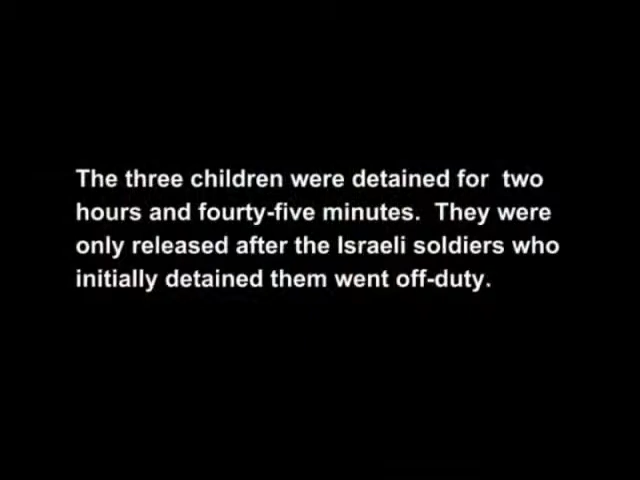 The three children were detained for  two
hours and fourty-five minutes.  They were
only released after the Israeli soldiers who
initially detained them went off-duty.